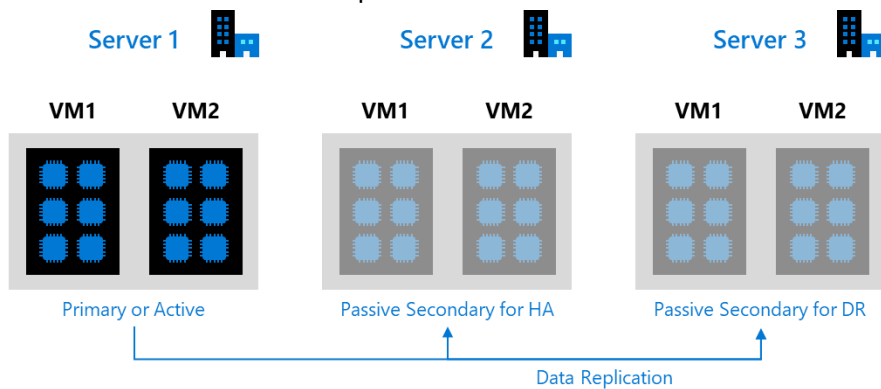 Server 1
Server 2
Server 3
VM1
VM2
VM1
VM2
VM1
VM2
Primary or Active
Passive Secondary for HA
Passive Secondary for DR
Data Replication